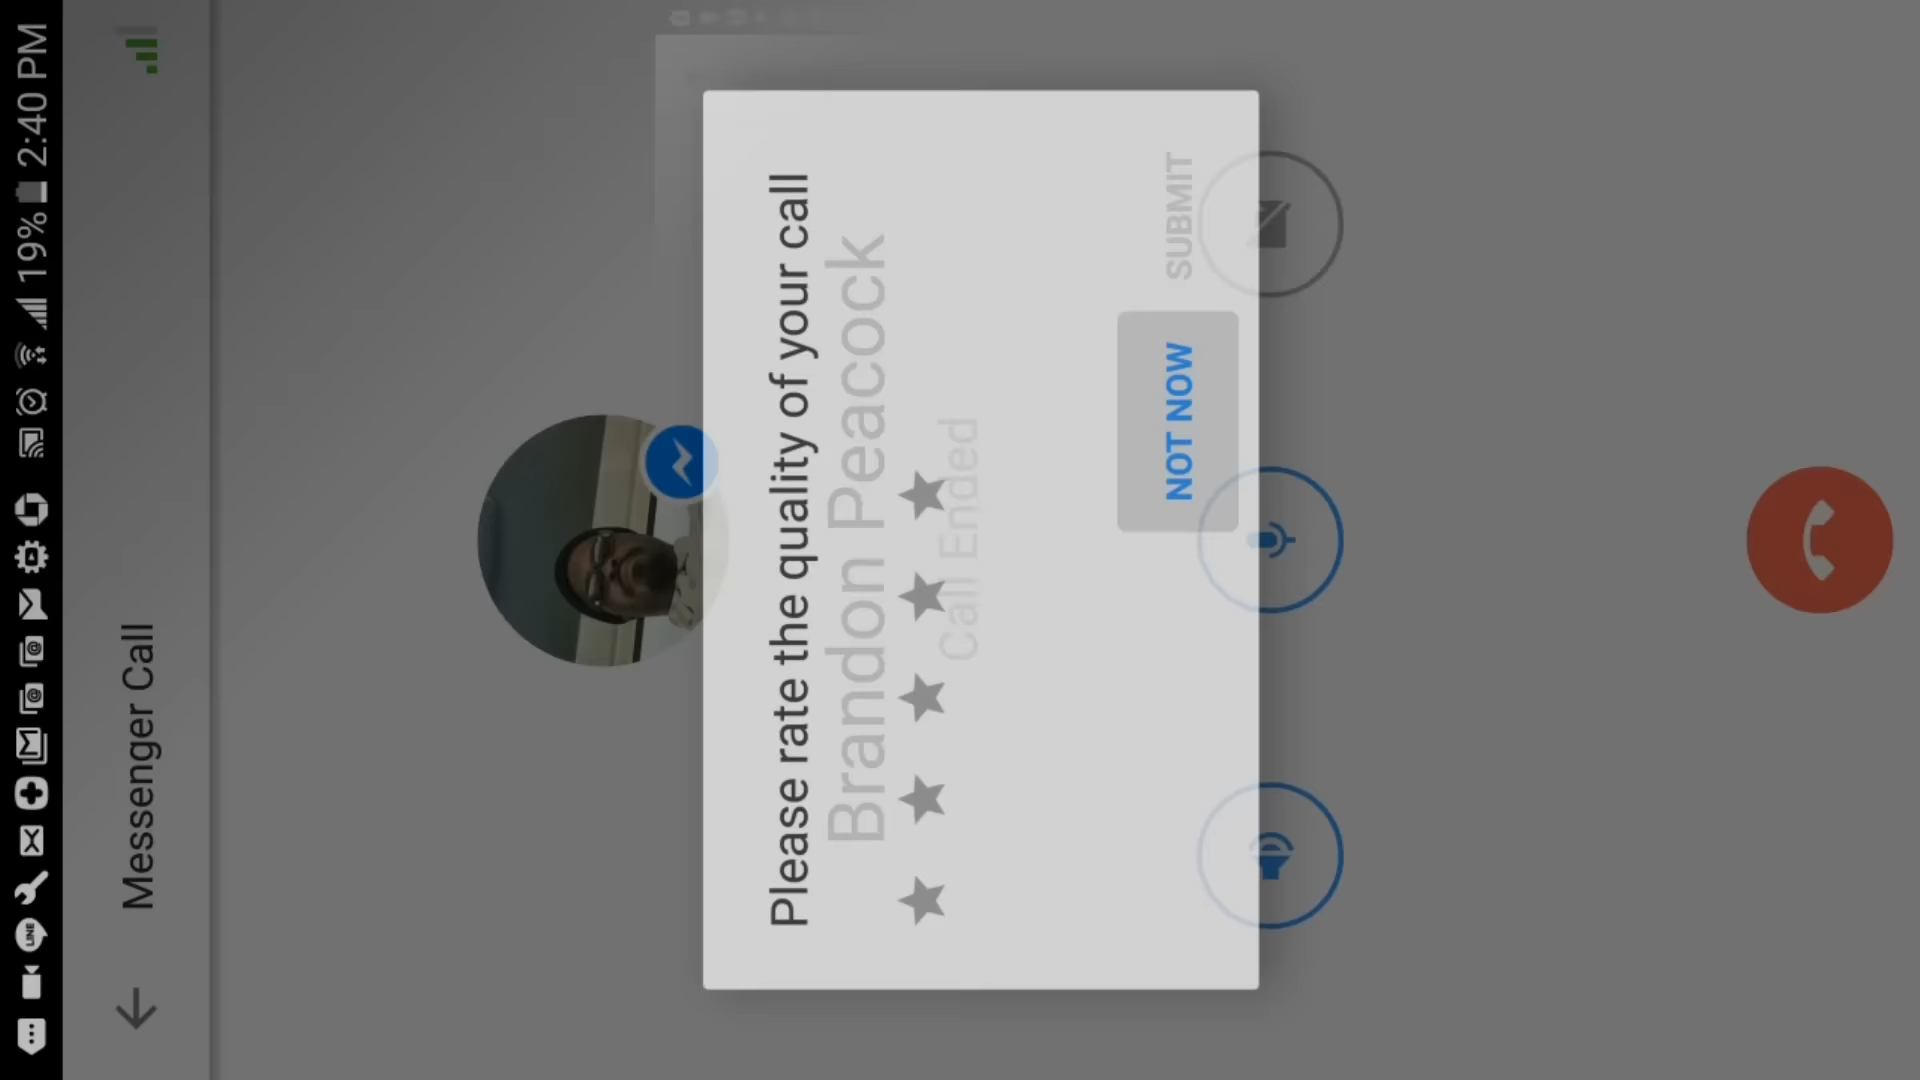 LINE 19% 2:40 PM
Messenger Call
Please rate the quality of your call
Brandon Peacock
Call Ended
NOT NOW SUBMIT